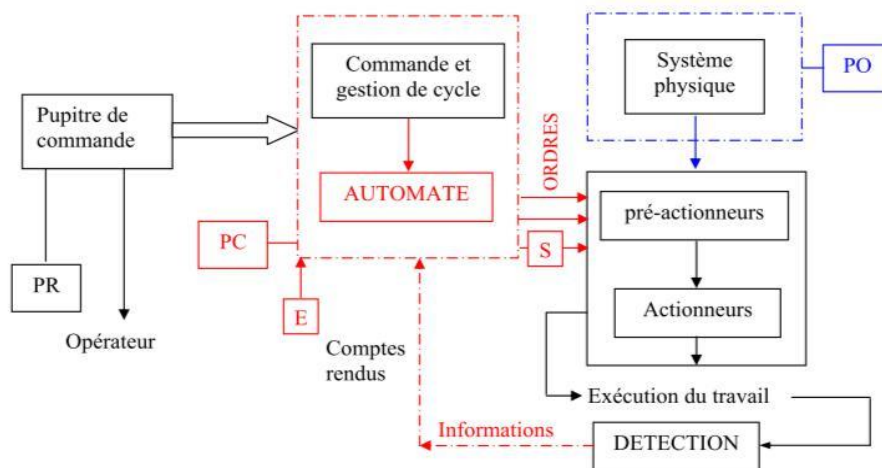 Pupitre de
commande
PR
Opérateur
Commande et
gestion de cycle
AUTOMATE
PC
E
ORDRES
S
Système
physique
PO
pré-actionneurs
Actionneurs
Comptes
rendus
Exécution du travail
Informations
DETECTION